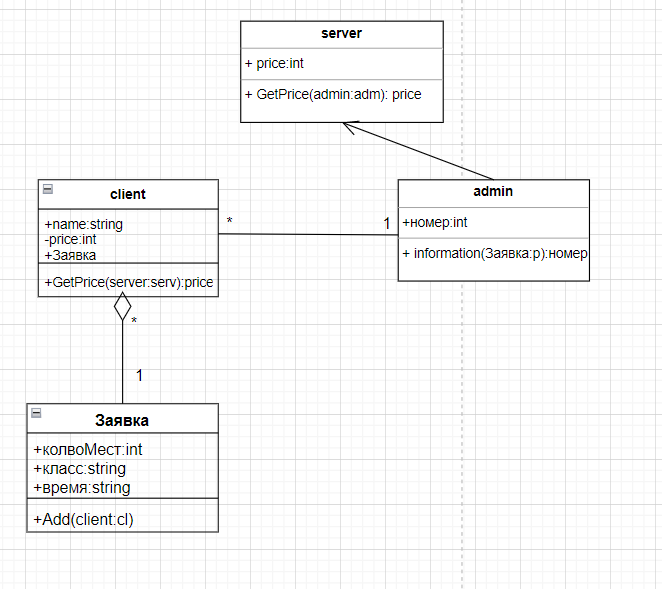 server
+ price:int
+ GetPrice(admin:adm): price
client
+name:string
-price:int
+Заявка
+GetPrice(server:serv):price
*
1
admin
+номер:int
+ information(Заявка:р):номер
*
1
Заявка
+колвоМест:int
+класс:string
+время:string
+Add(client:cl)